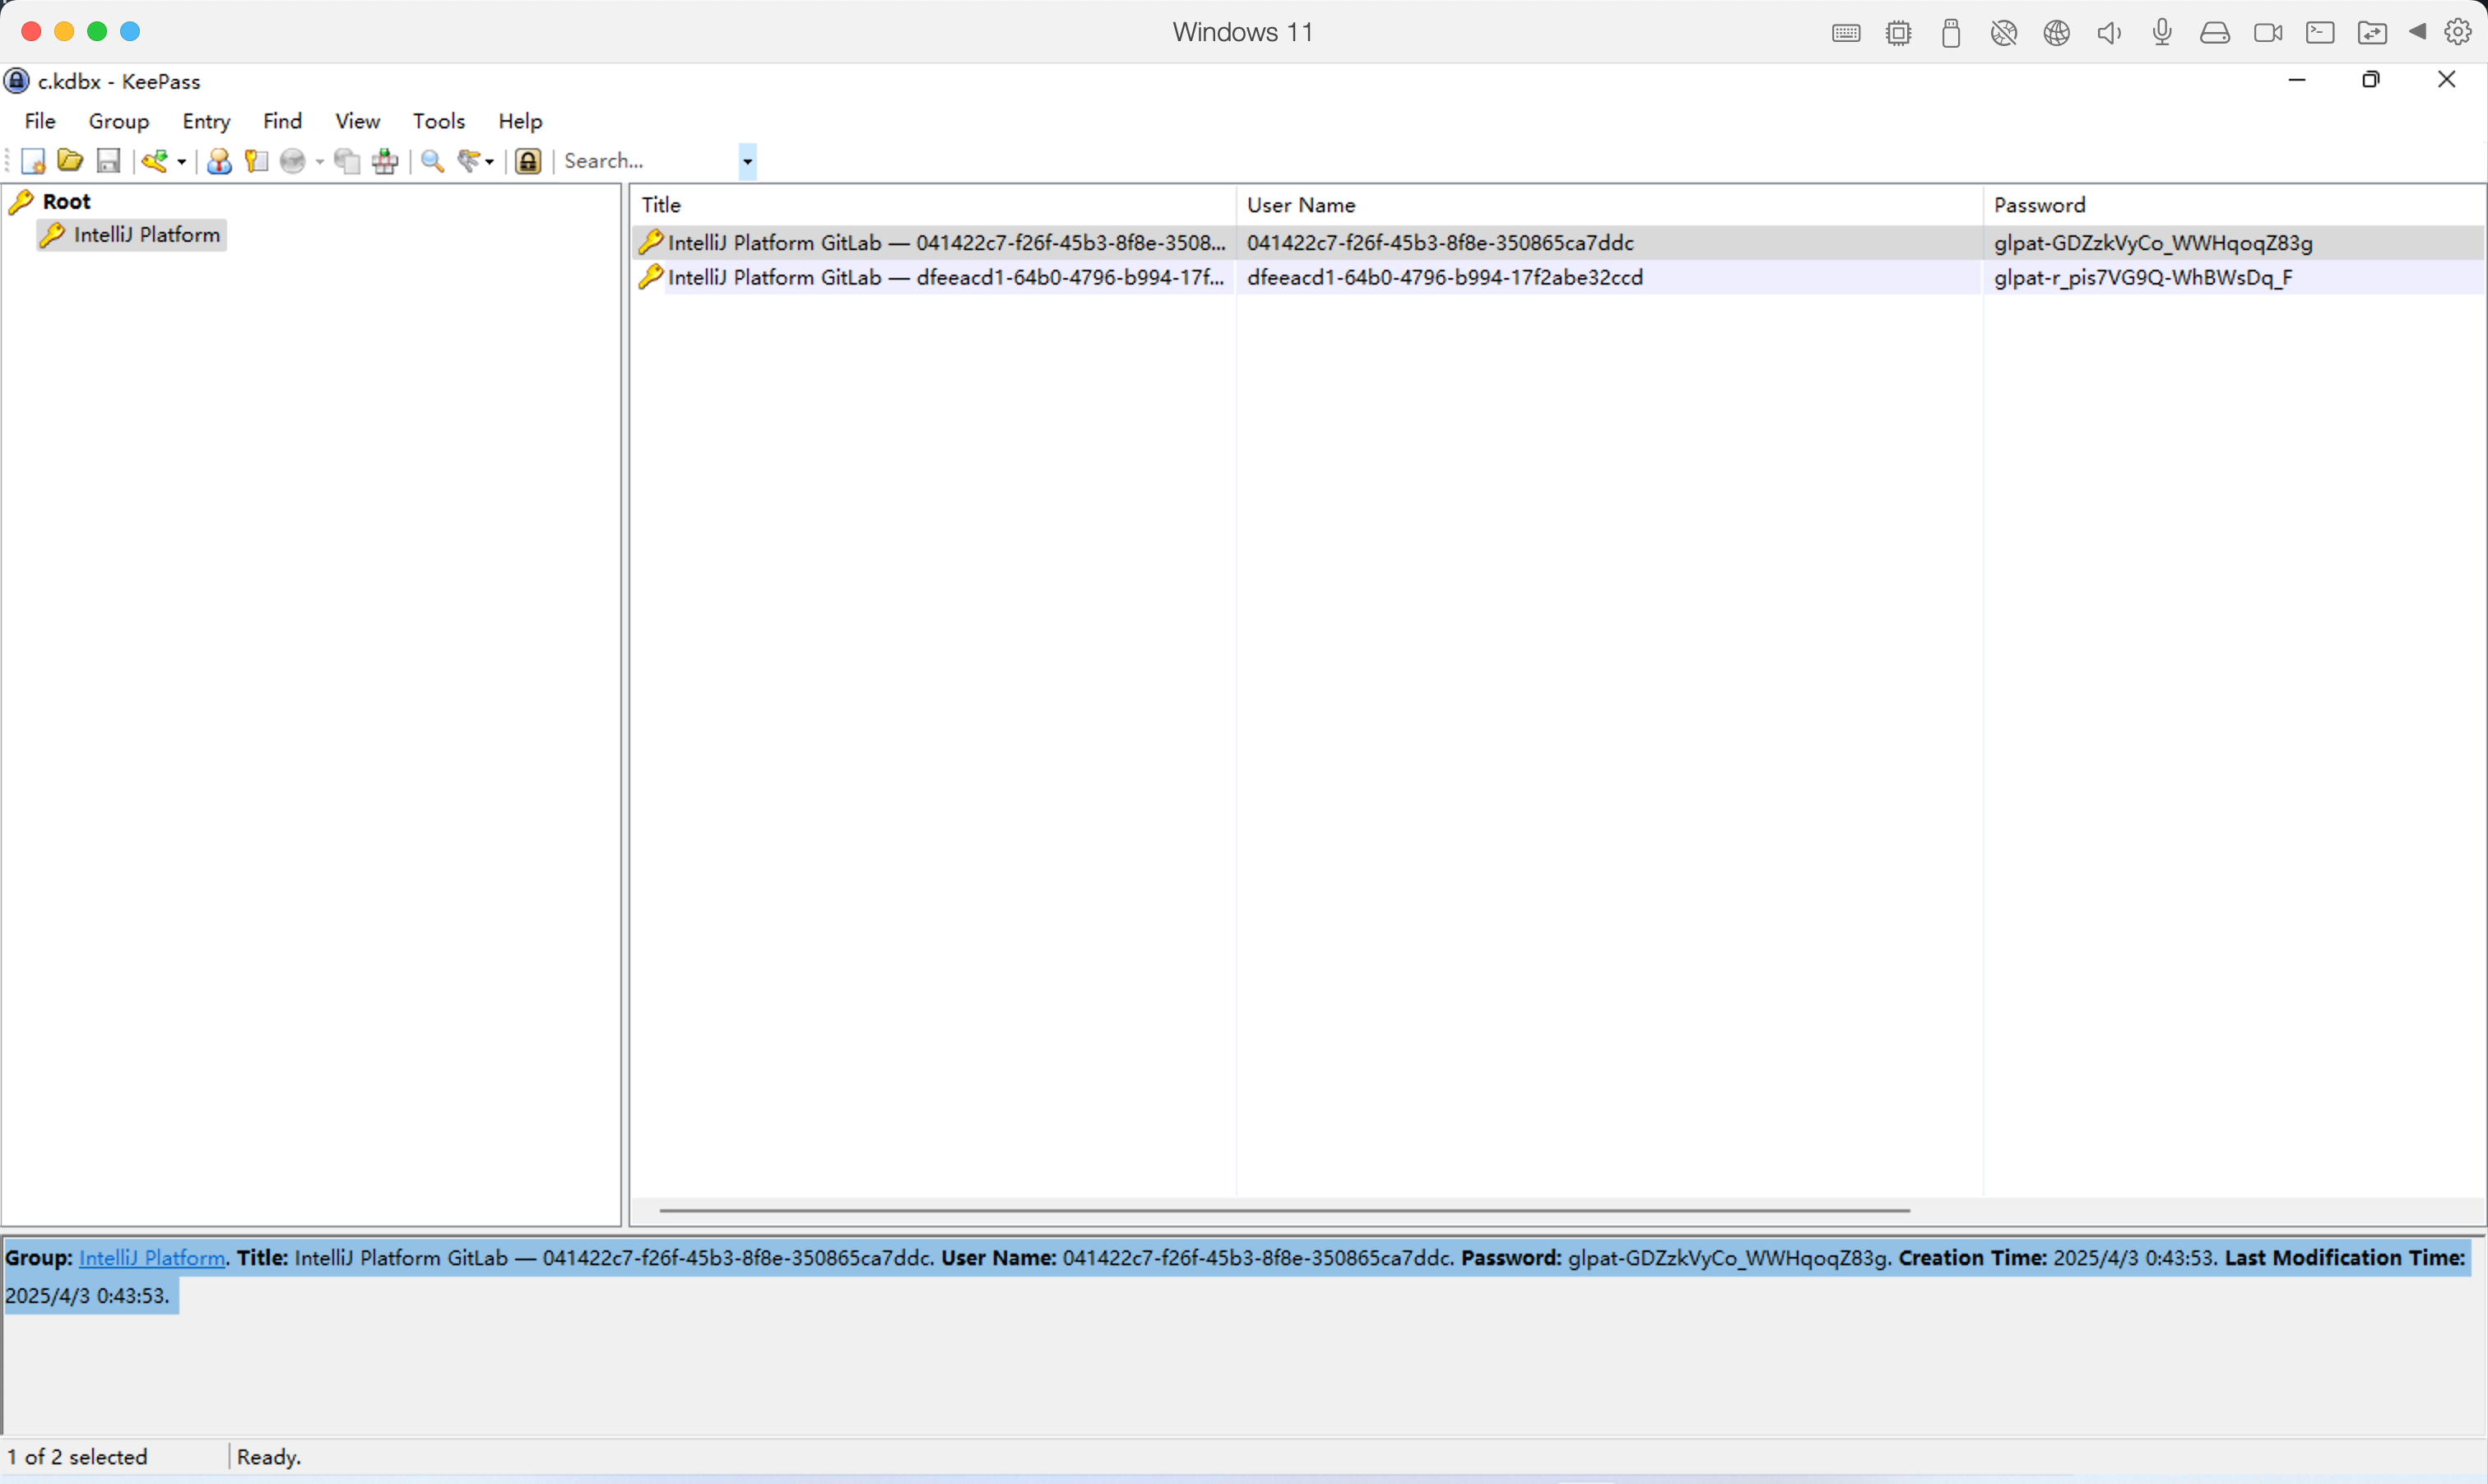 Windows 11
c.kdbx - KeePass
File Group Entry Find View Tools Help
Search...
Root
IntelliJ Platform
Title User Name Password
IntelliJ Platform GitLab — 041422c7-f26f-45b3-8f8e-3508... 041422c7-f26f-45b3-8f8e-350865ca7ddc glpat-GDZzkVyCo_WWHqoqZ83g
IntelliJ Platform GitLab — dfeeacd1-64b0-4796-b994-17f... dfeeacd1-64b0-4796-b994-17f2abe32ccd glpat-r_pis7VG9Q-WhBWsDq_F
Group: IntelliJ Platform. Title: IntelliJ Platform GitLab — 041422c7-f26f-45b3-8f8e-350865ca7ddc. User Name: 041422c7-f26f-45b3-8f8e-350865ca7ddc. Password: glpat-GDZzkVyCo_WWHqoqZ83g. Creation Time: 2025/4/3 0:43:53. Last Modification Time:
2025/4/3 0:43:53.
1 of 2 selected Ready.